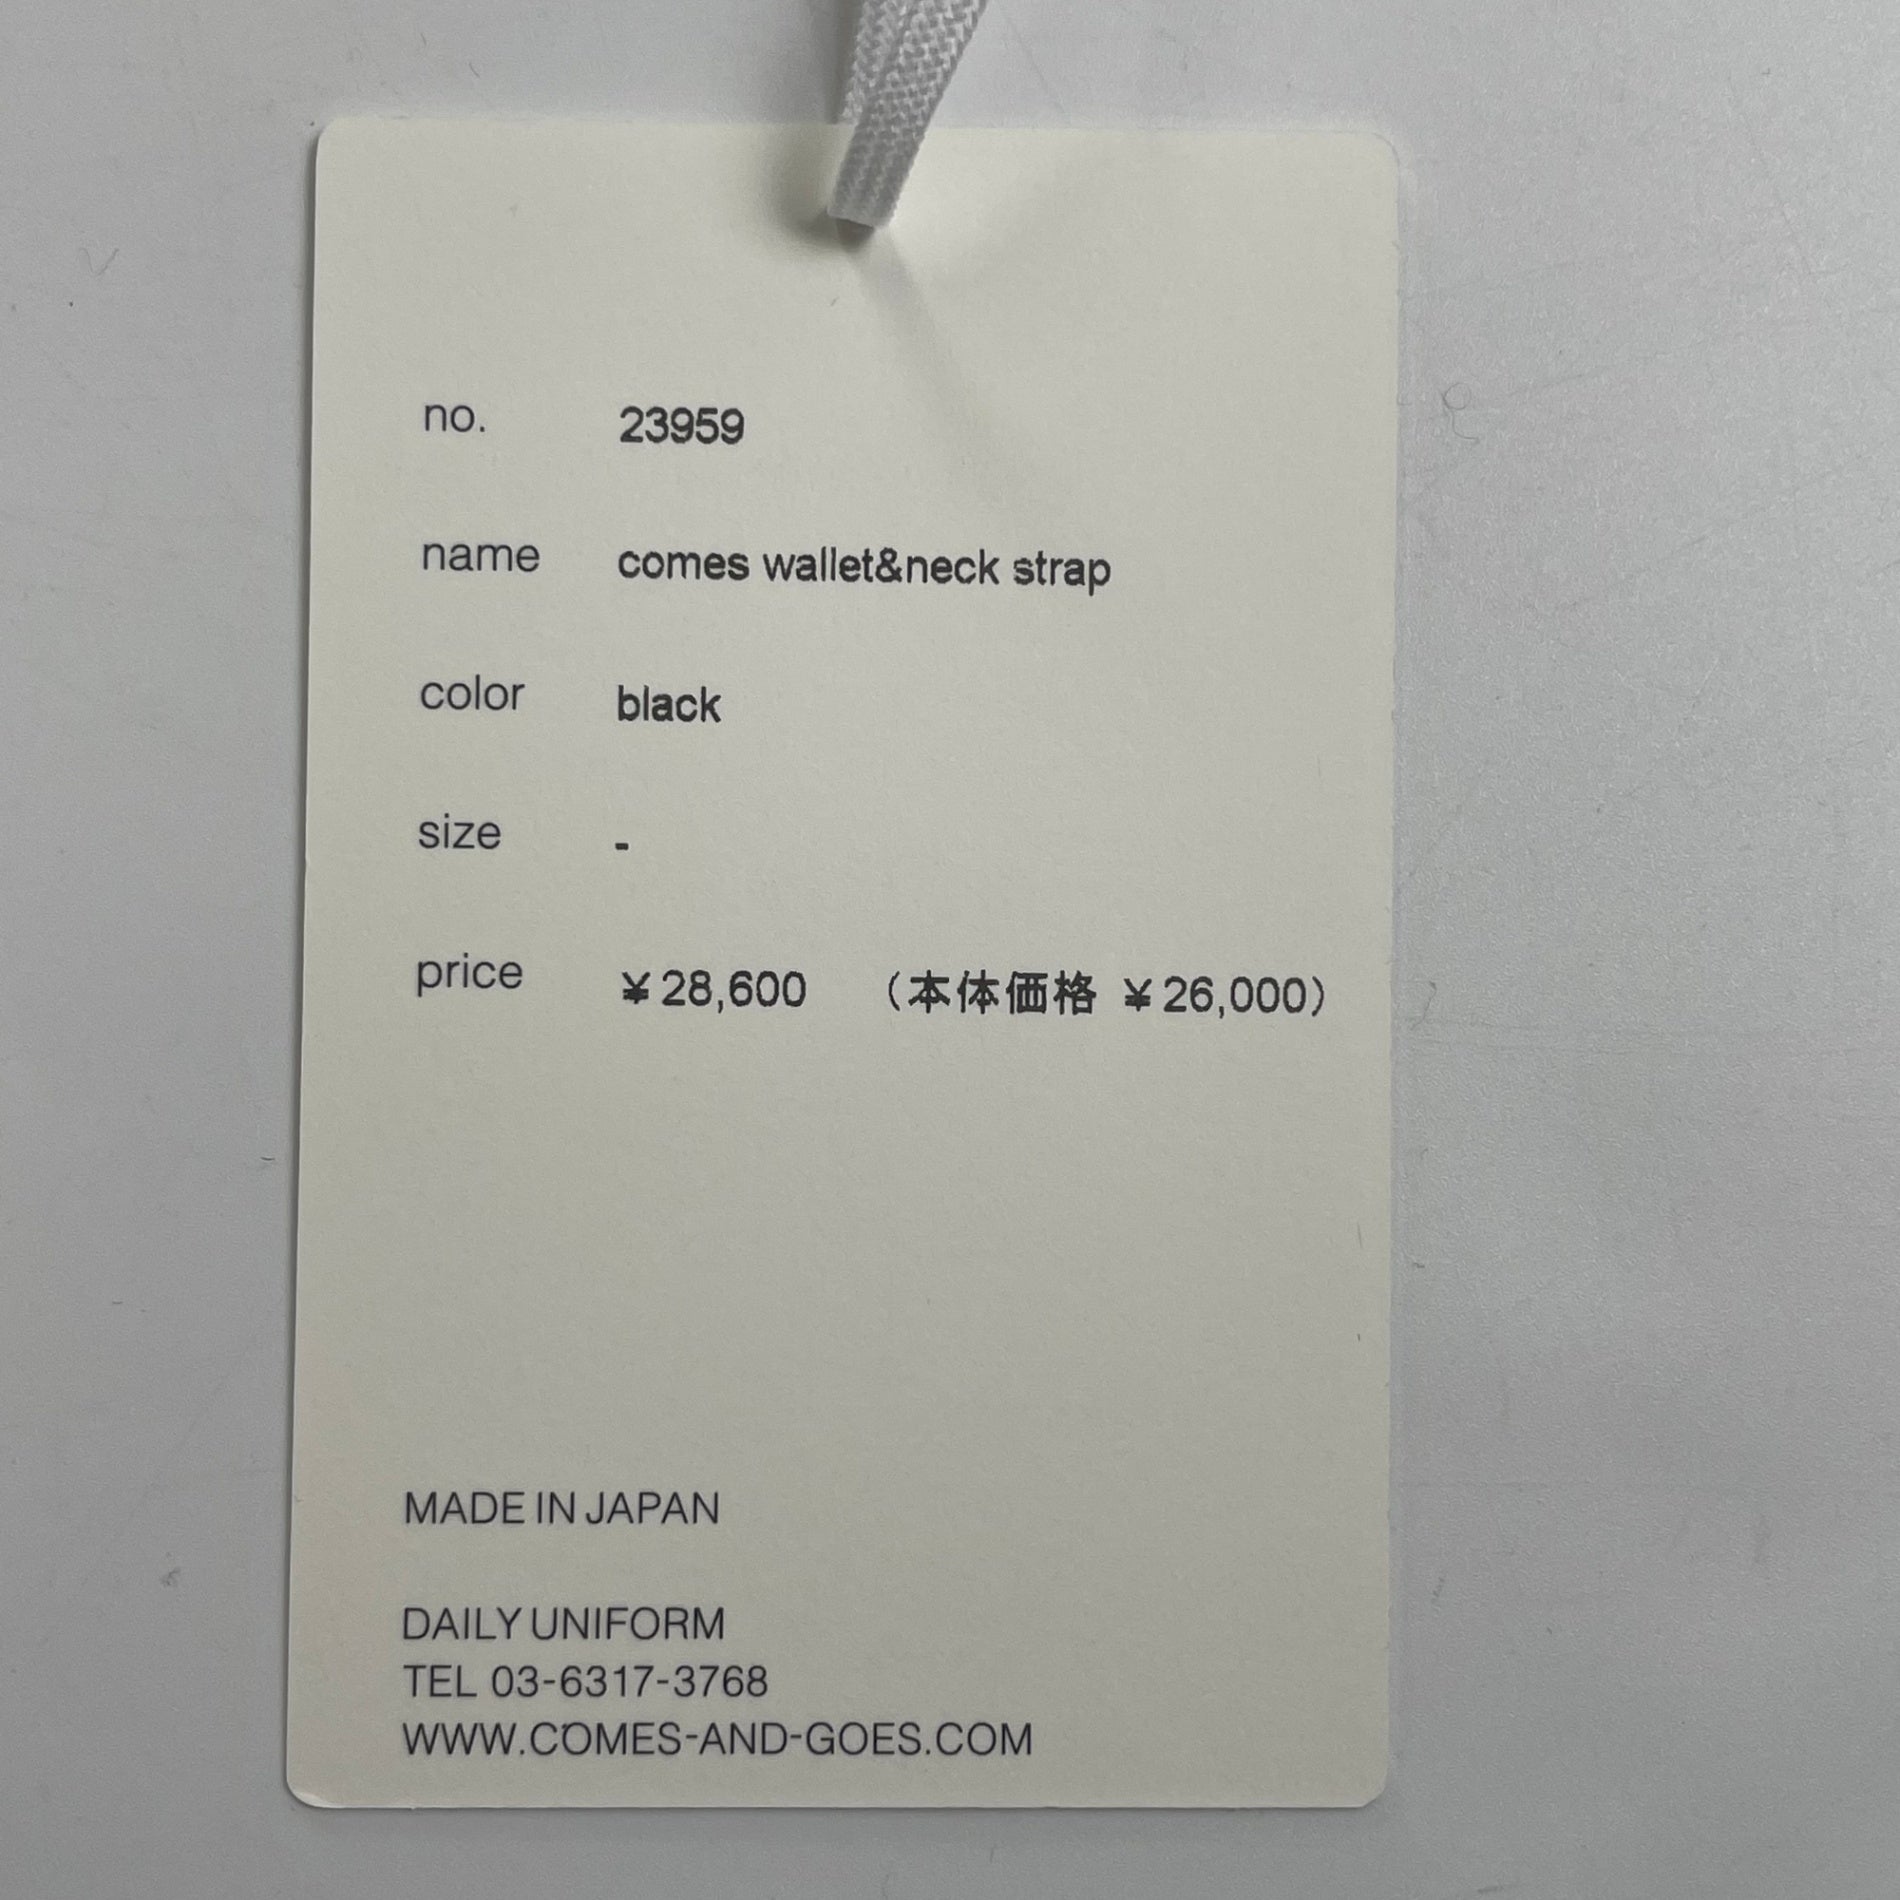 no. 23959
name comes wallet&neck strap
color black
size -
price ¥28,600 （本体価格 ¥26,000）
MADE IN JAPAN
DAILY UNIFORM
TEL 03-6317-3768
WWW.COMES-AND-GOES.COM